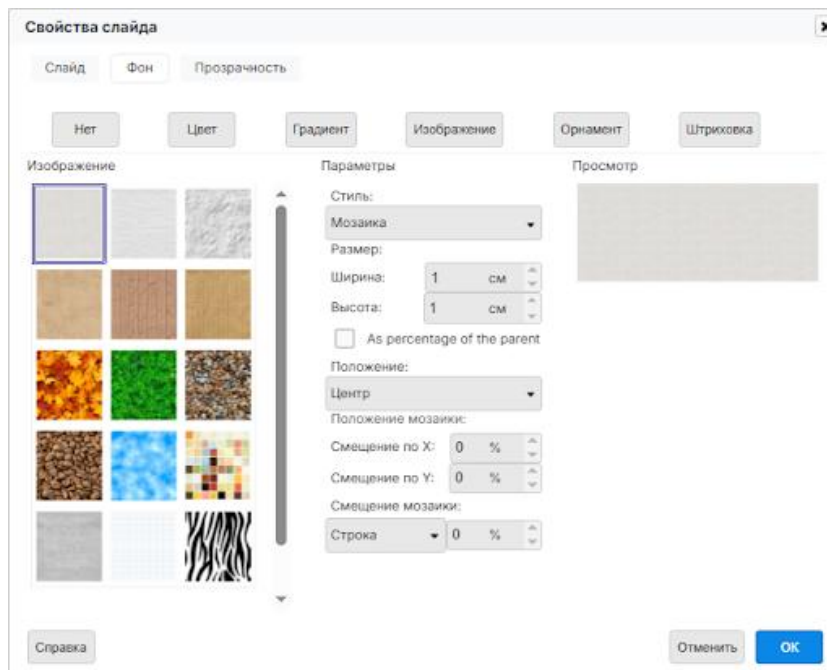 Свойства слайда
Слайд Фон Прозрачность
Нет Цвет Градиент Изображение Орнамент Штриховка
Изображение Параметры Просмотр
Стиль:
Мозаика
Размер:
Ширина: 1 см
Высота: 1 см
As percentage of the parent
Положение:
Центр
Положение мозаики:
Смещение по X: 0 %
Смещение по Y: 0 %
Смещение мозаики:
Строка 0 %
Справка Отменить OK